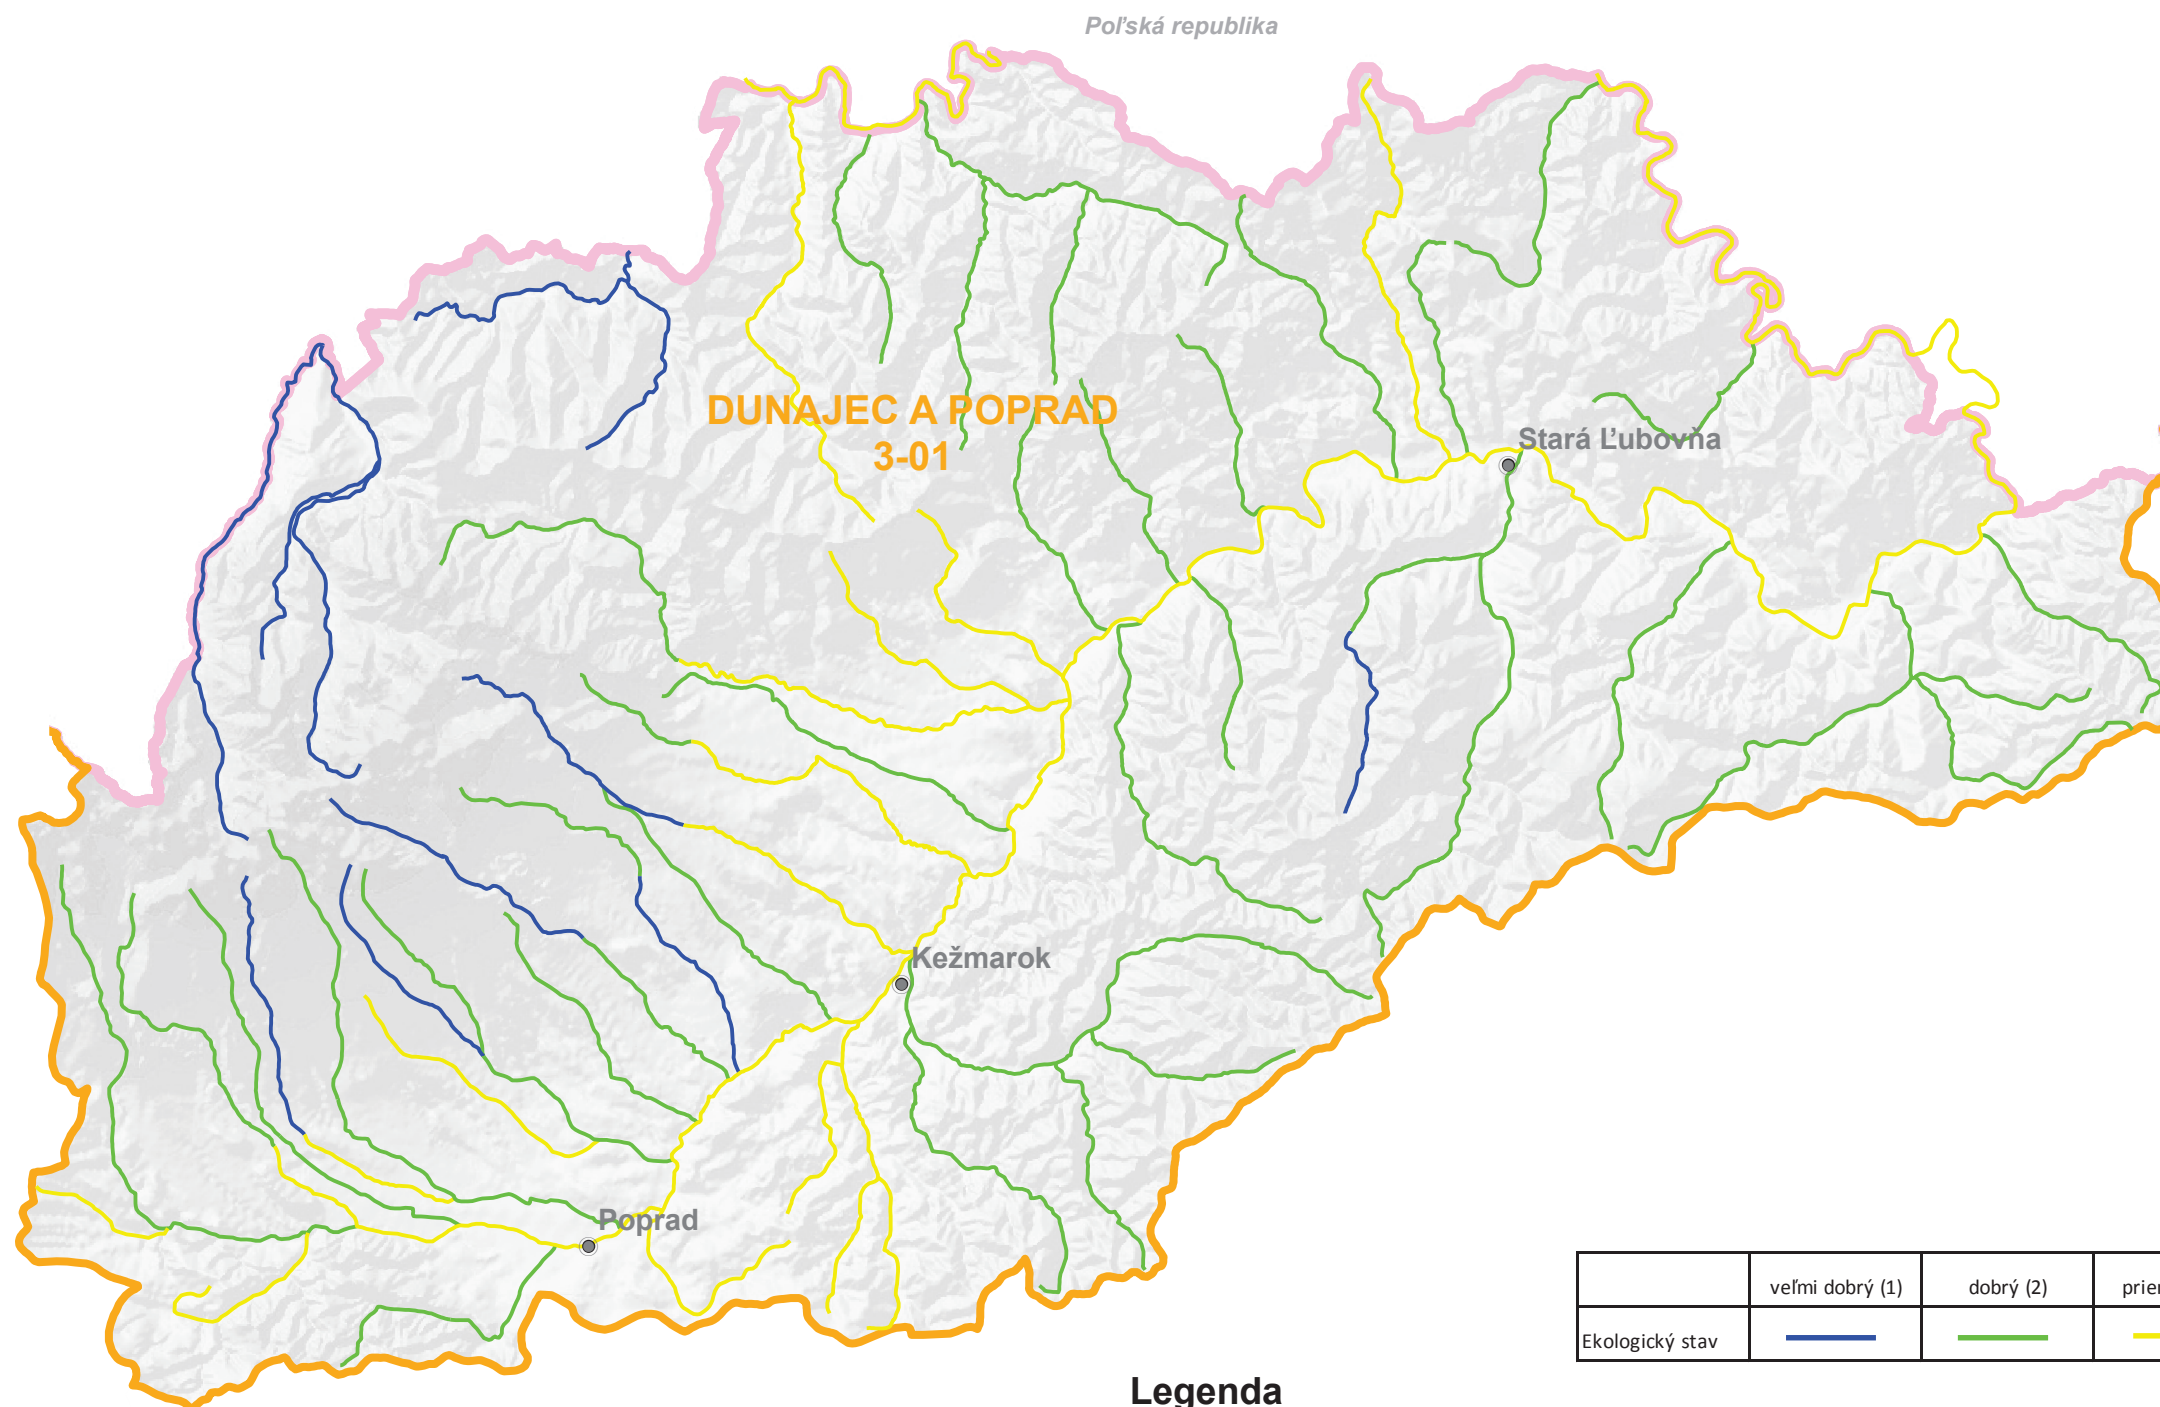 Poľská republika
DUNAJEC A POPRAD
3-01
Stará Ľubovňa
Kežmarok
Poprad
veľmi dobrý (1) dobrý (2)
Ekologický stav
Legenda